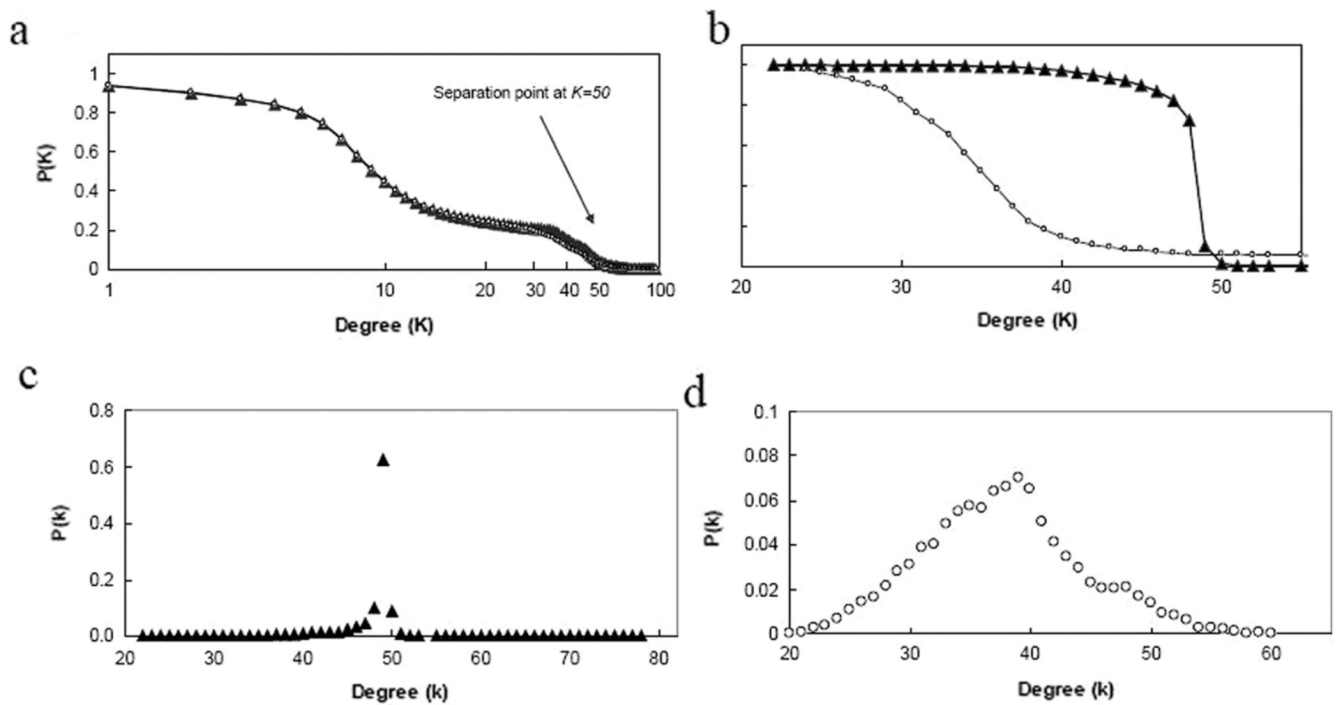 a
1
0.8
0.6
0.4
0.2
0
P(K)
Separation point at K=50
1 10 20 30 40 50 100
Degree (K)
b
20 30 40 50
Degree (K)
c
0.8
0.6
0.4
0.2
0.0
P(k)
20 30 40 50 60 70 80
Degree (k)
d
0.1
0.08
0.06
0.04
0.02
0
P(k)
20 30 40 50 60
Degree (k)